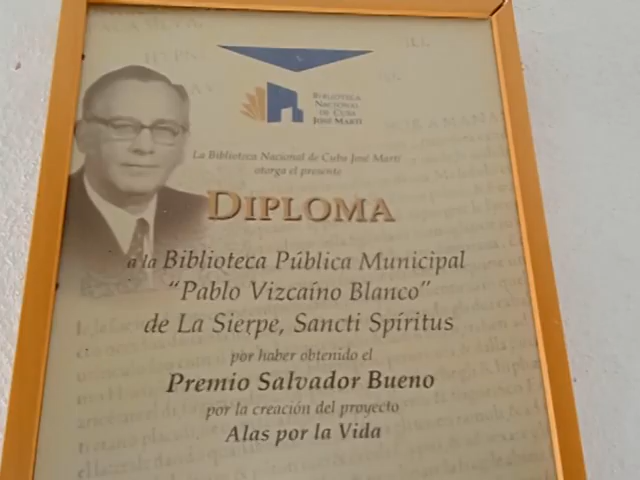 BIBLIOTECA
NACIONAL
DE CUBA
JOSÉ MARTÍ
La Biblioteca Nacional de Cuba José Martí
otorga el presente
DIPLOMA
a la Biblioteca Pública Municipal
"Pablo Vizcaíno Blanco"
de La Sierpe, Sancti Spíritus
por haber obtenido el
Premio Salvador Bueno
por la creación del proyecto
Alas por la Vida